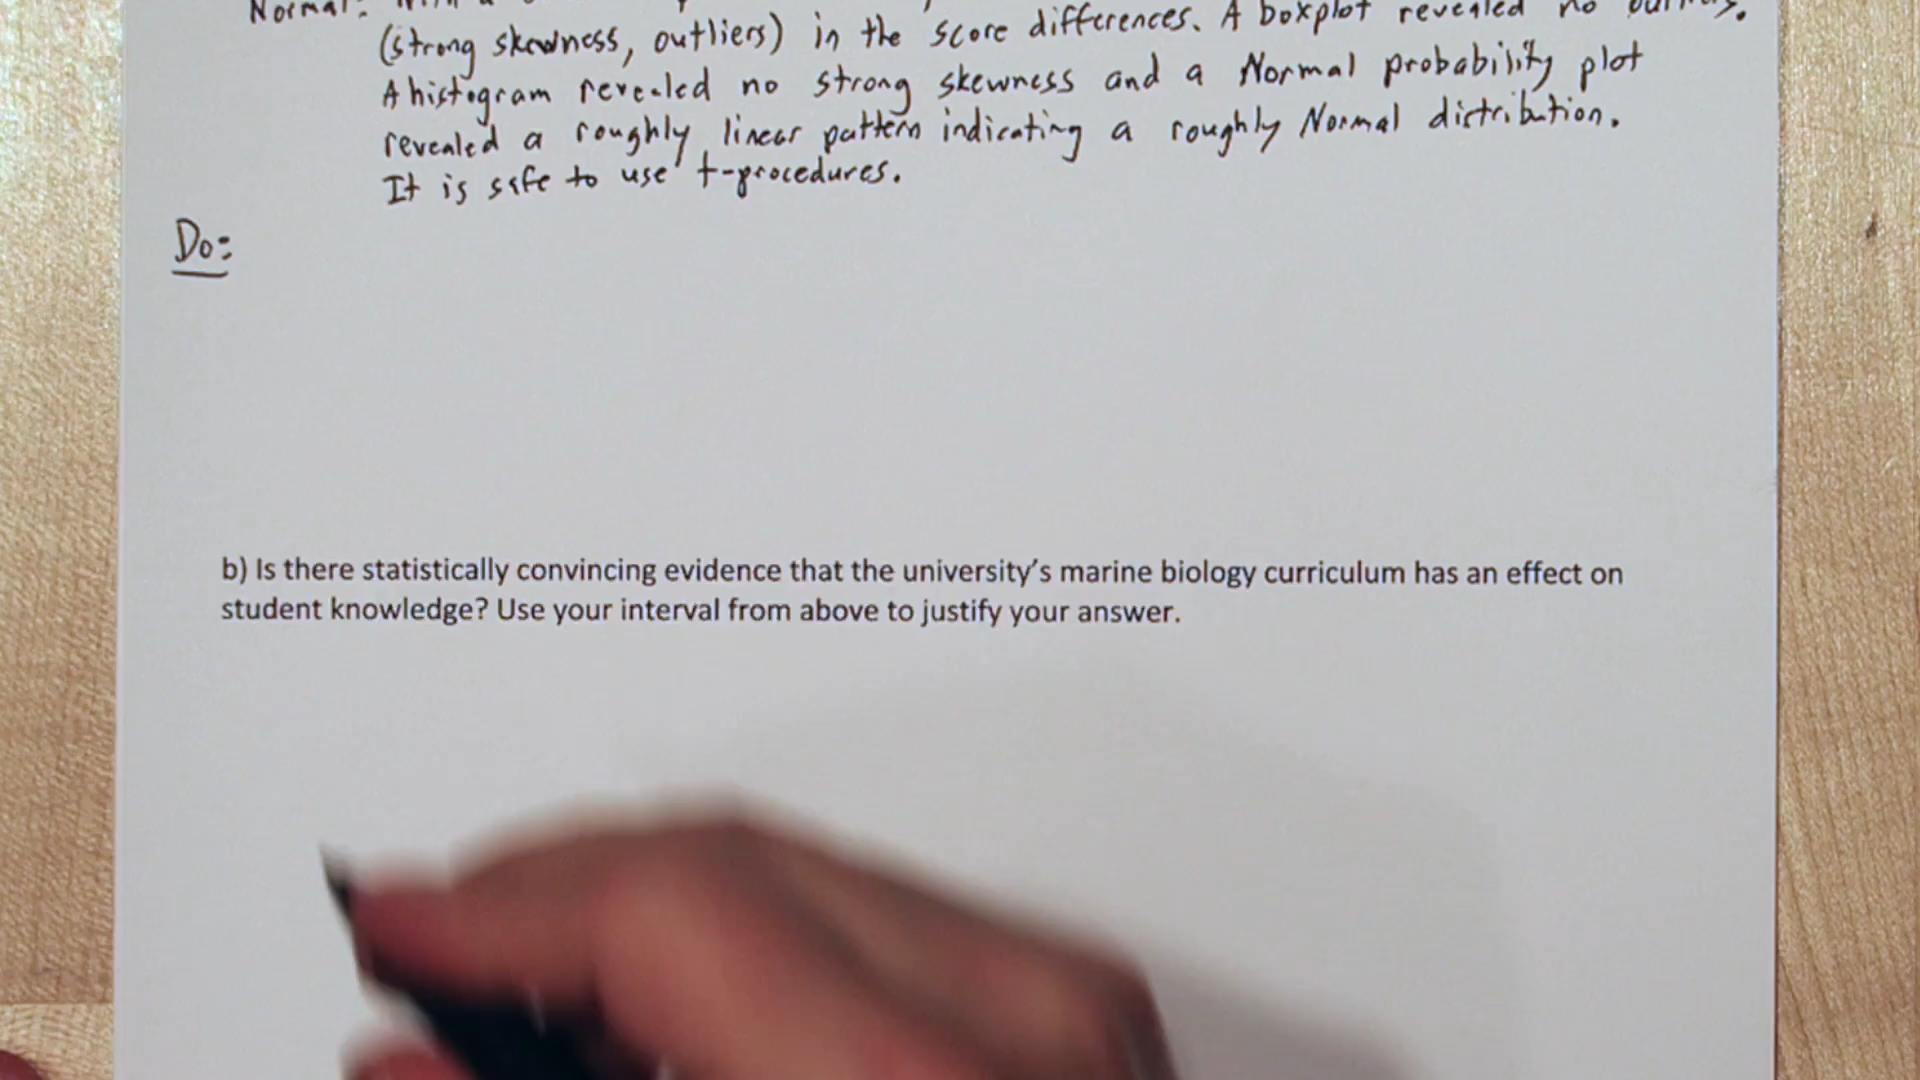 Normal:
(strong skewness, outliers) in the score differences. A boxplot revealed no
A histogram revealed no strong skewness and a Normal probability plot
revealed a roughly linear pattern indicating a roughly Normal distribution.
It is safe to use t-procedures.
Do:
b) Is there statistically convincing evidence that the university's marine biology curriculum has an effect on
student knowledge? Use your interval from above to justify your answer.